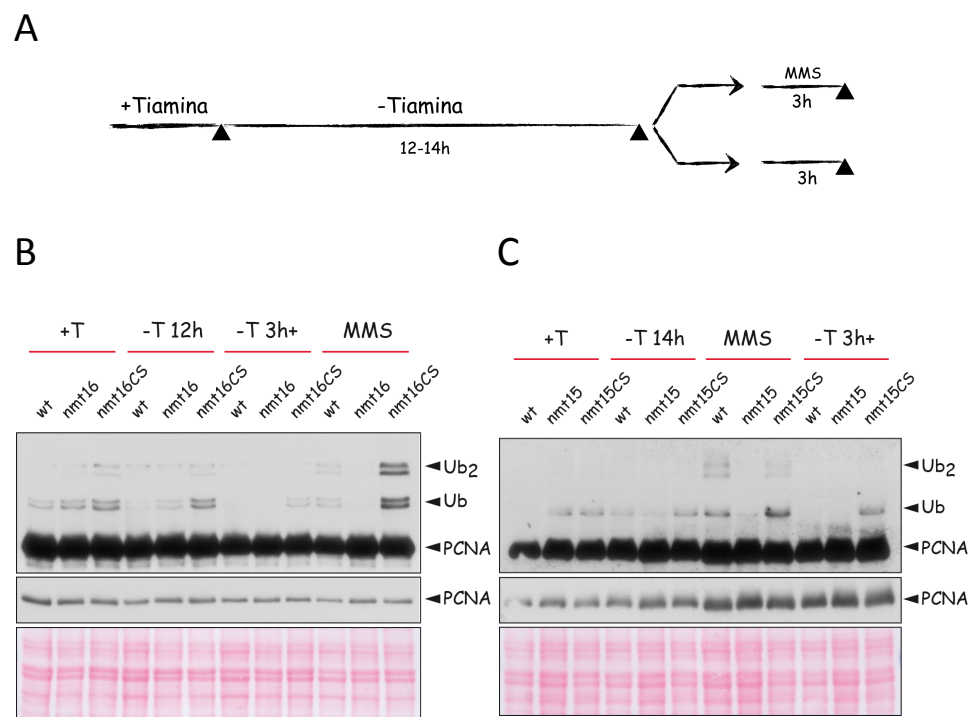 A
+Tiamina
-Tiamina
12-14h
MMS
3h
3h
B
+T
-T 12h
-T 3h+
MMS
wt
nmt16
nmt16CS
wt
nmt16
nmt16CS
wt
nmt16
nmt16CS
wt
nmt16
nmt16CS
Ub2
Ub
PCNA
PCNA
C
+T
-T 14h
MMS
-T 3h+
wt
nmt15
nmt15CS
wt
nmt15
nmt15CS
wt
nmt15
nmt15CS
wt
nmt15
nmt15CS
Ub2
Ub
PCNA
PCNA